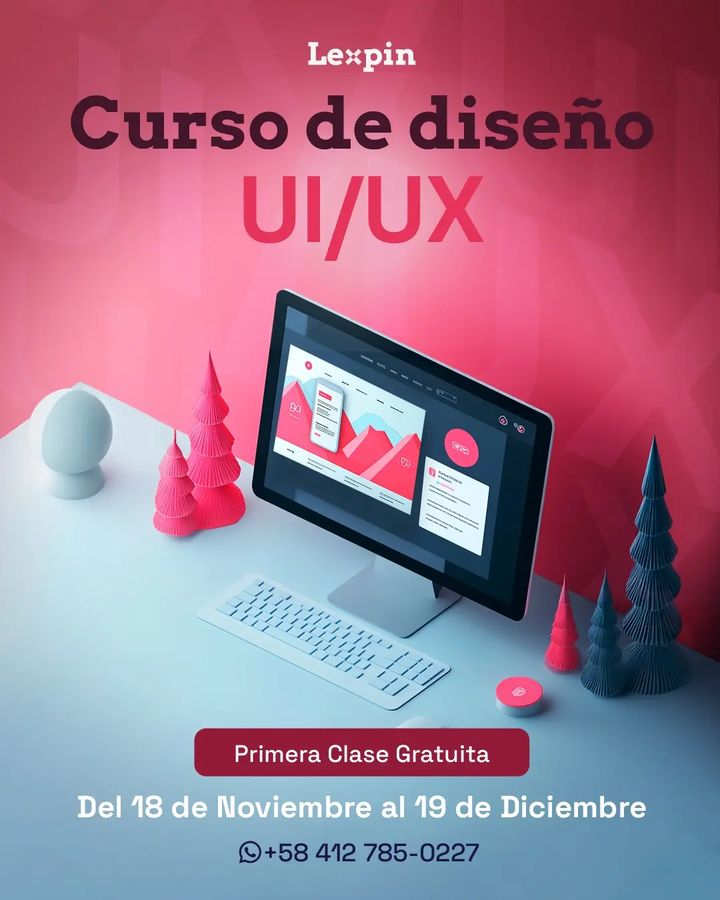 Lexpin
Curso de diseño
UI/UX
Primera Clase Gratuita
Del 18 de Noviembre al 19 de Diciembre
+58 412 785-0227